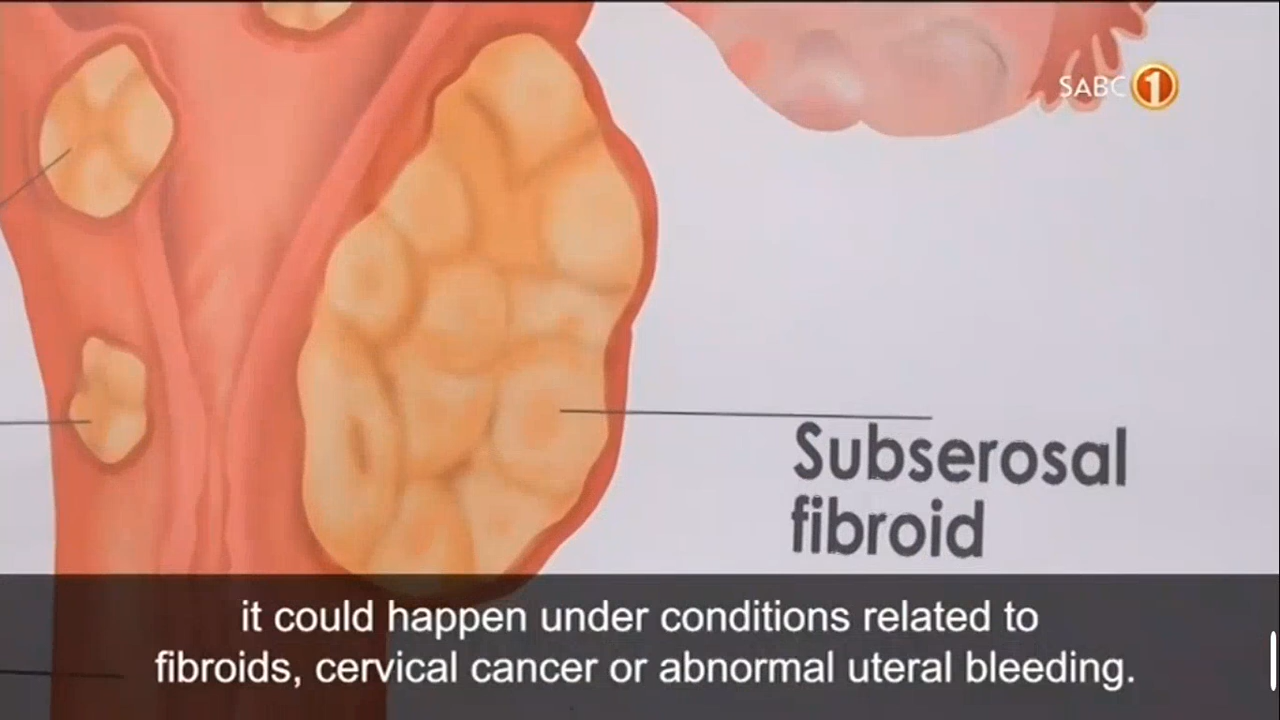 SABC 1
Subserosal
fibroid
it could happen under conditions related to
fibroids, cervical cancer or abnormal uteral bleeding.